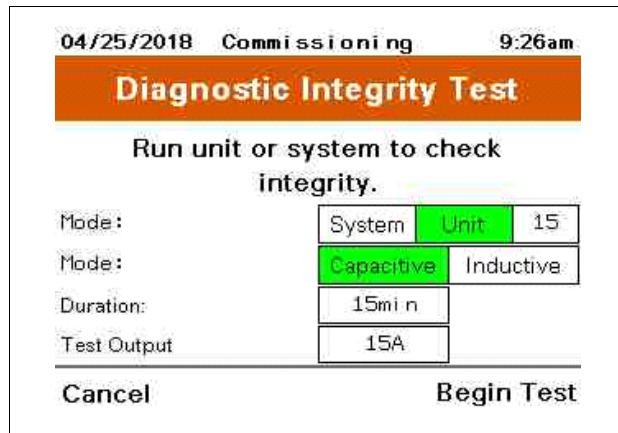 04/25/2018 Commissioning 9:26am
Diagnostic Integrity Test
Run unit or system to check
integrity.
Mode: System Unit 15
Mode: Capacitive Inductive
Duration: 15min
Test Output 15A
Cancel Begin Test